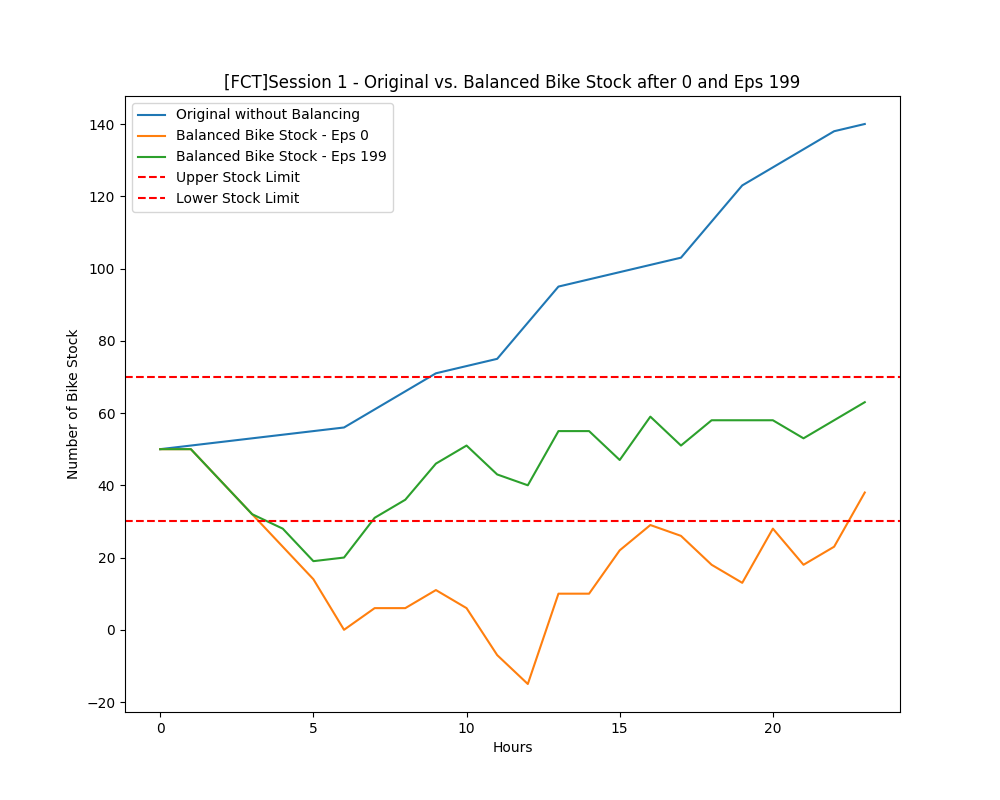 [FCT]Session 1 - Original vs. Balanced Bike Stock after 0 and Eps 199
Original without Balancing
Balanced Bike Stock - Eps 0
Balanced Bike Stock - Eps 199
Upper Stock Limit
Lower Stock Limit
140
120
100
80
60
40
20
0
−20
Number of Bike Stock
0 5 10 15 20
Hours